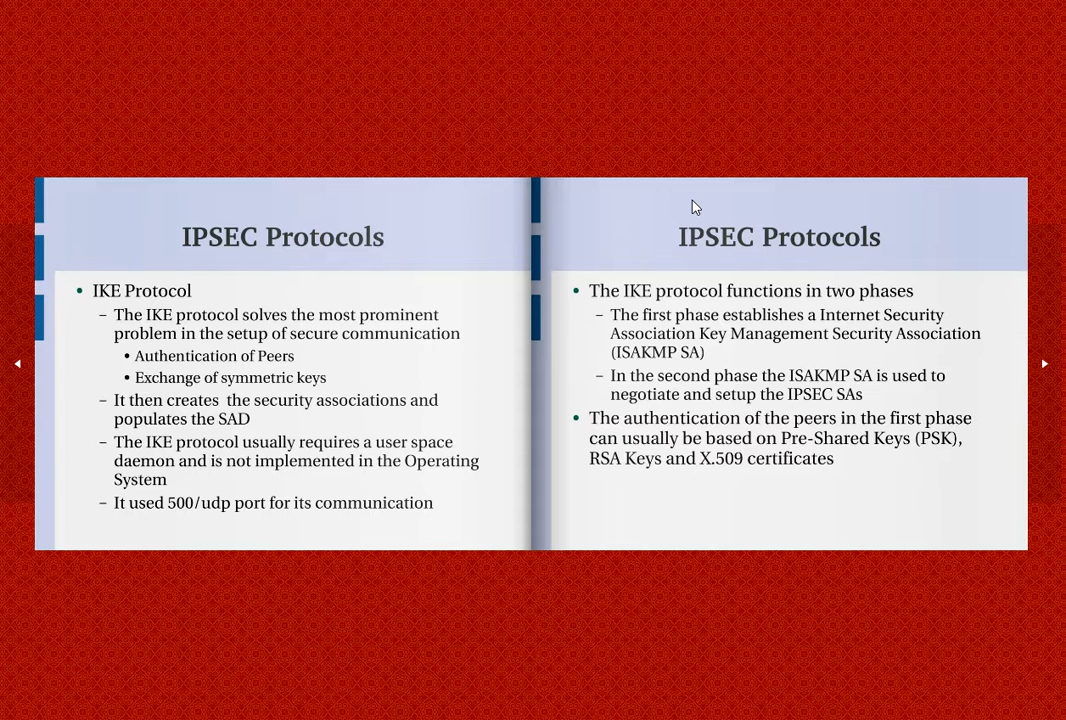 IPSEC Protocols
• IKE Protocol
– The IKE protocol solves the most prominent
problem in the setup of secure communication
• Authentication of Peers
• Exchange of symmetric keys
– It then creates the security associations and
populates the SAD
– The IKE protocol usually requires a user space
daemon and is not implemented in the Operating
System
– It used 500/udp port for its communication
IPSEC Protocols
• The IKE protocol functions in two phases
– The first phase establishes a Internet Security
Association Key Management Security Association
(ISAKMP SA)
– In the second phase the ISAKMP SA is used to
negotiate and setup the IPSEC SAs
• The authentication of the peers in the first phase
can usually be based on Pre-Shared Keys (PSK),
RSA Keys and X.509 certificates